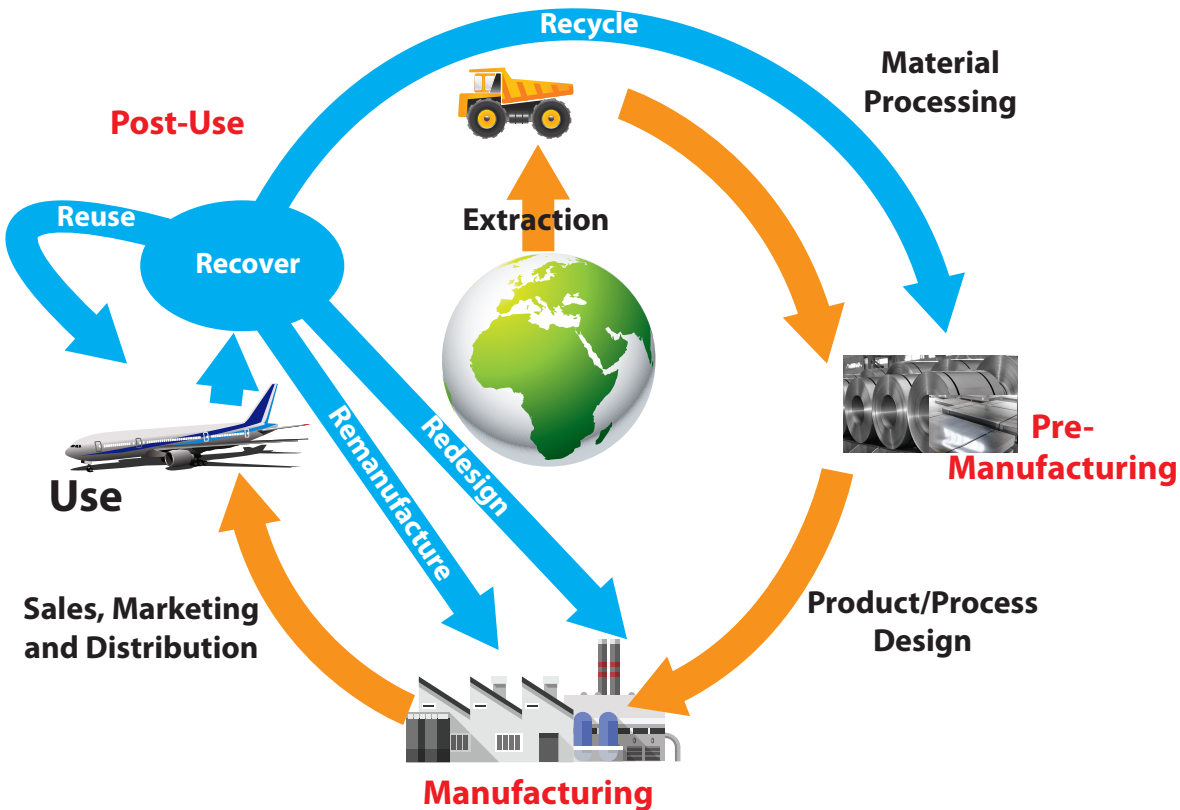 Recycle
Material
Processing
Post-Use
Reuse
Extraction
Recover
Remanufacture
Redesign
Pre-
Manufacturing
Use
Sales, Marketing
and Distribution
Product/Process
Design
Manufacturing